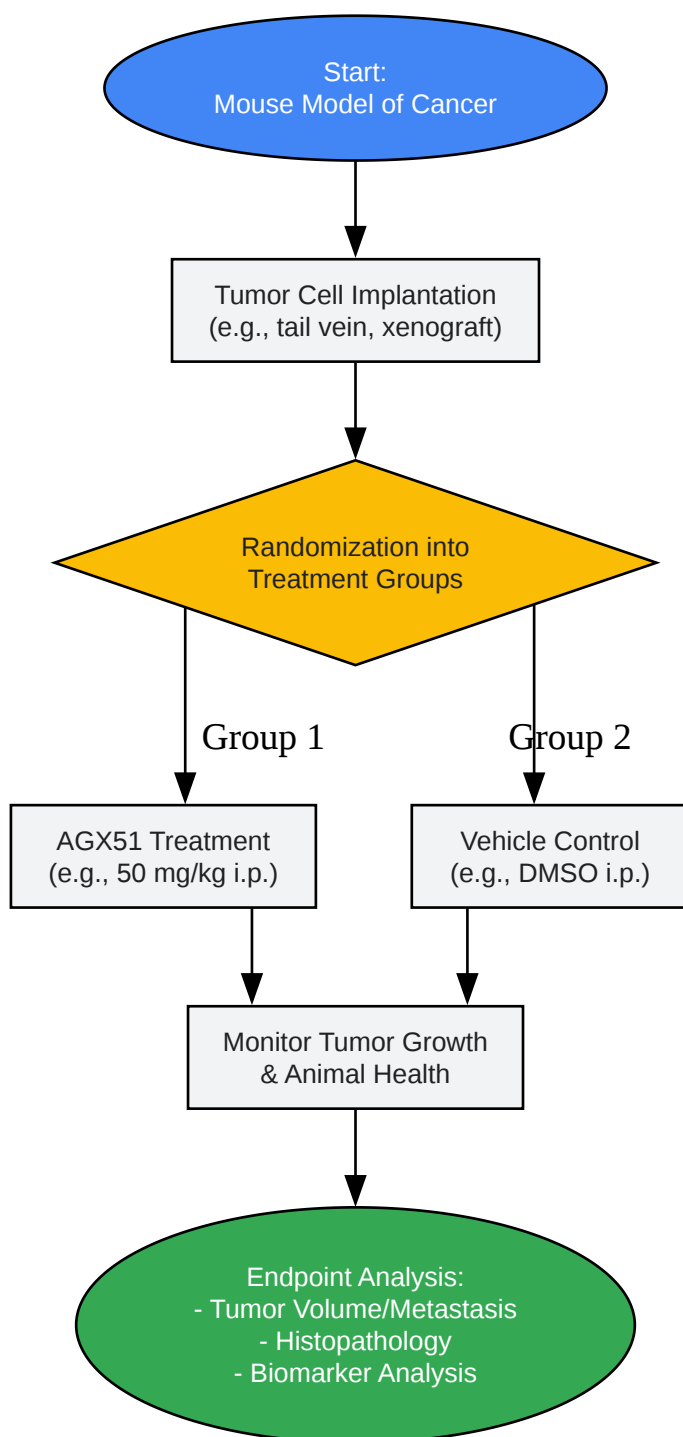 Start:
Mouse Model of Cancer
Tumor Cell Implantation
(e.g., tail vein, xenograft)
Randomization into
Treatment Groups
Group 1
Group 2
AGX51 Treatment
(e.g., 50 mg/kg i.p.)
Vehicle Control
(e.g., DMSO i.p.)
Monitor Tumor Growth
& Animal Health
Endpoint Analysis:
- Tumor Volume/Metastasis
- Histopathology
- Biomarker Analysis